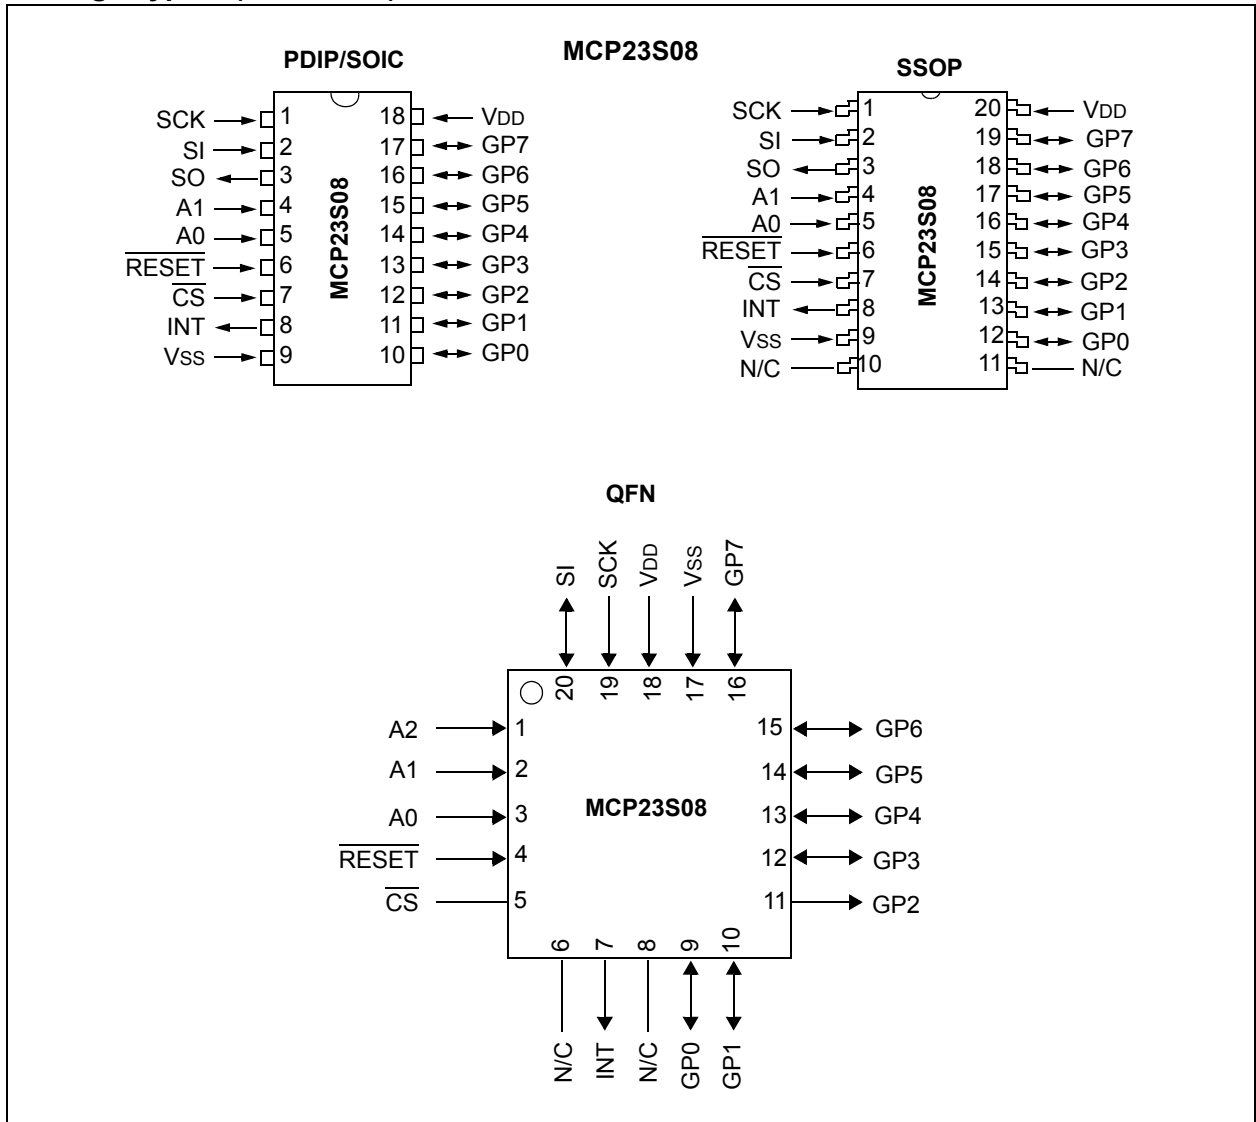 MCP23S08
PDIP/SOIC
SCK 1 18 VDD
SI 2 17 GP7
SO 3 16 GP6
A1 4 15 GP5
A0 5 14 GP4
RESET 6 13 GP3
CS 7 12 GP2
INT 8 11 GP1
VSS 9 10 GP0
MCP23S08
SSOP
SCK 1 20 VDD
SI 2 19 GP7
SO 3 18 GP6
A1 4 17 GP5
A0 5 16 GP4
RESET 6 15 GP3
CS 7 14 GP2
INT 8 13 GP1
VSS 9 12 GP0
N/C 10 11 N/C
MCP23S08
QFN
SI SCK VDD VSS GP7
20 19 18 17 16
A2 1 15 GP6
A1 2 14 GP5
A0 3 MCP23S08 13 GP4
RESET 4 12 GP3
CS 5 11 GP2
6 7 8 9 10
N/C INT N/C GP0 GP1